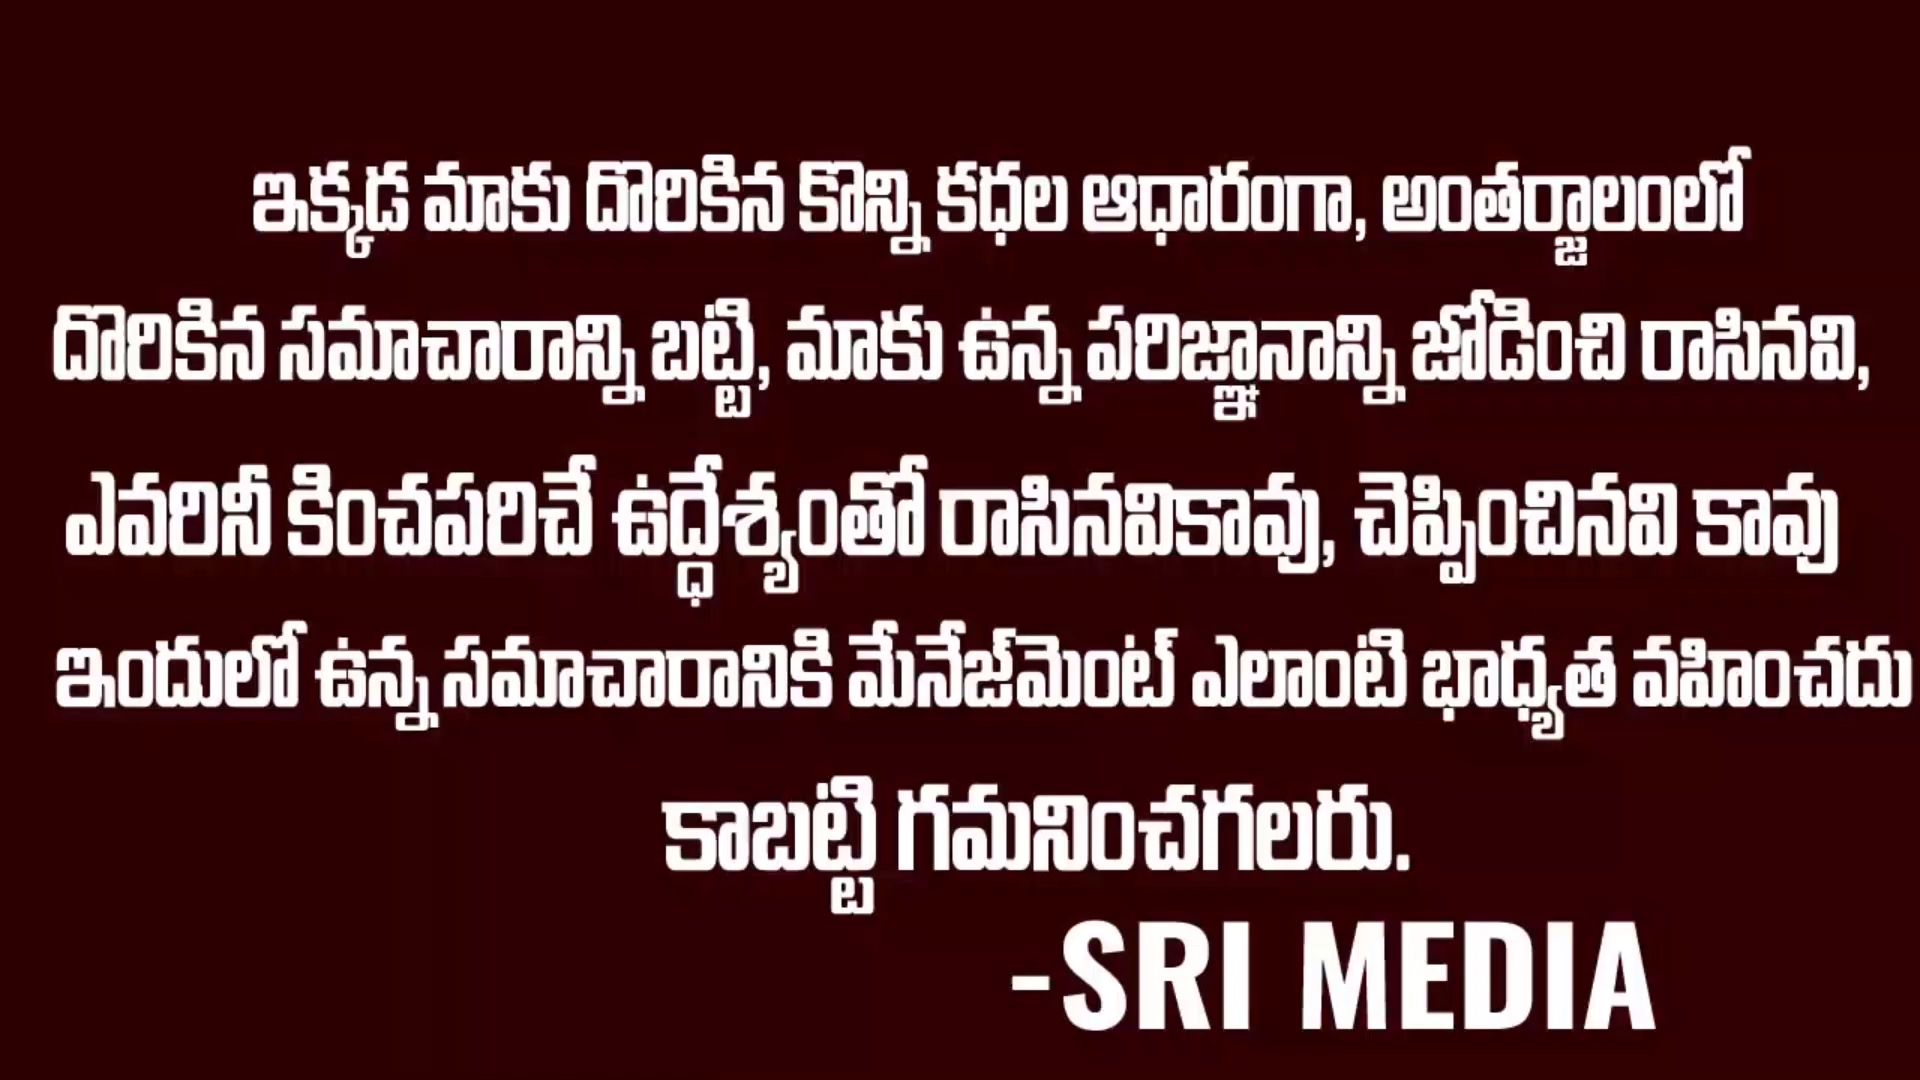 ఇక్కడ మాకు దొరికిన కొన్ని కధల ఆధారంగా, అంతర్జాలంలో
దొరికిన సమాచారాన్ని బట్టి, మాకు ఉన్న పరిజ్ఞానాన్ని జోడించి రాసినవి,
ఎవరినీ కించపరిచే ఉద్ధేశ్యంతో రాసినవికావు, చెప్పించినవి కావు
ఇందులో ఉన్న సమాచారానికి మేనేజ్‌మెంట్ ఎలాంటి భాధ్యత వహించదు
కాబట్టి గమనించగలరు.
-SRI MEDIA